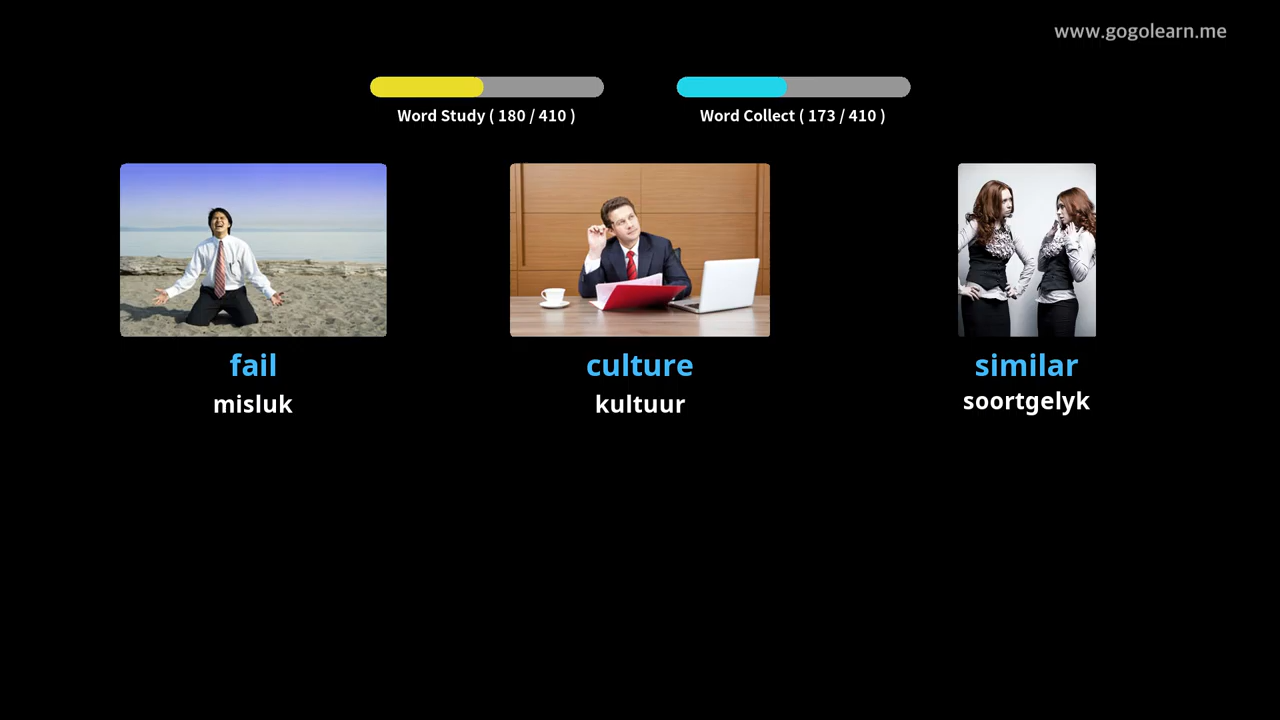 www.gogolearn.me
Word Study ( 180 / 410 )
Word Collect ( 173 / 410 )
fail
misluk
culture
kultuur
similar
soortgelyk